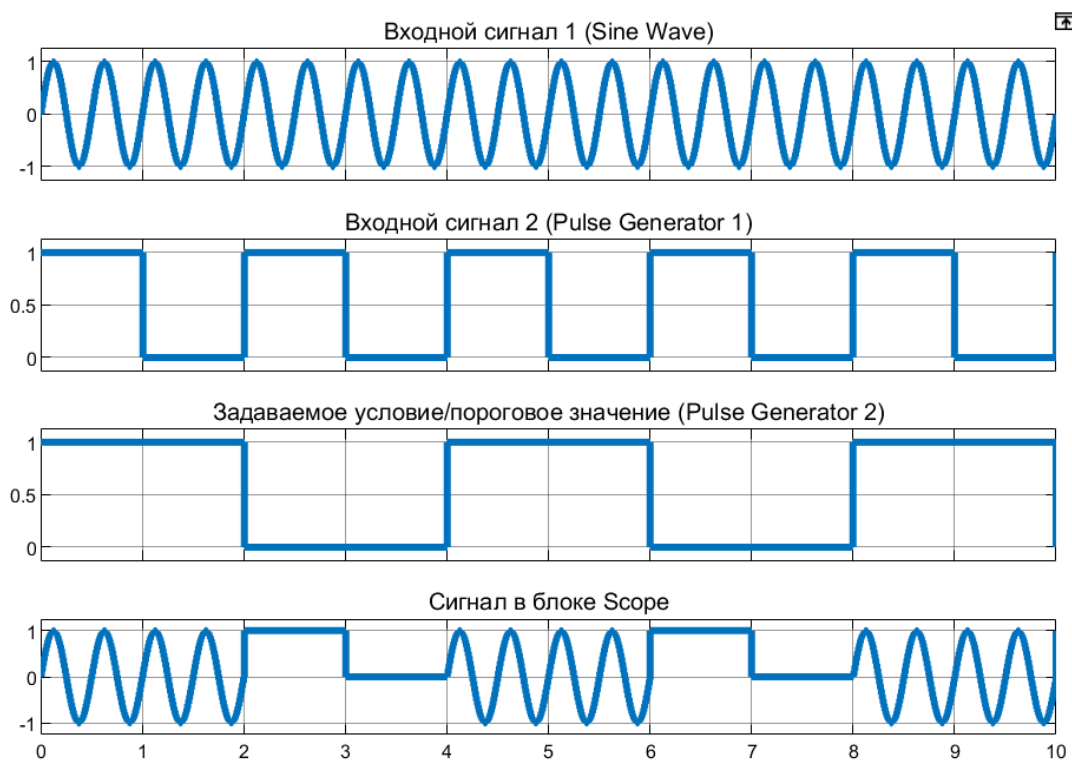 Входной сигнал 1 (Sine Wave)
1
0
-1
Входной сигнал 2 (Pulse Generator 1)
1
0.5
0
Задаваемое условие/пороговое значение (Pulse Generator 2)
1
0.5
0
Сигнал в блоке Scope
1
0
-1
0 1 2 3 4 5 6 7 8 9 10